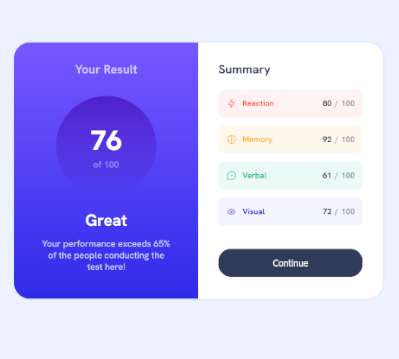 Your Result
76
of 100
Great
Your performance exceeds 65%
of the people conducting the
test here!
Summary
Reaction 80 / 100
Memory 92 / 100
Verbal 61 / 100
Visual 72 / 100
Continue